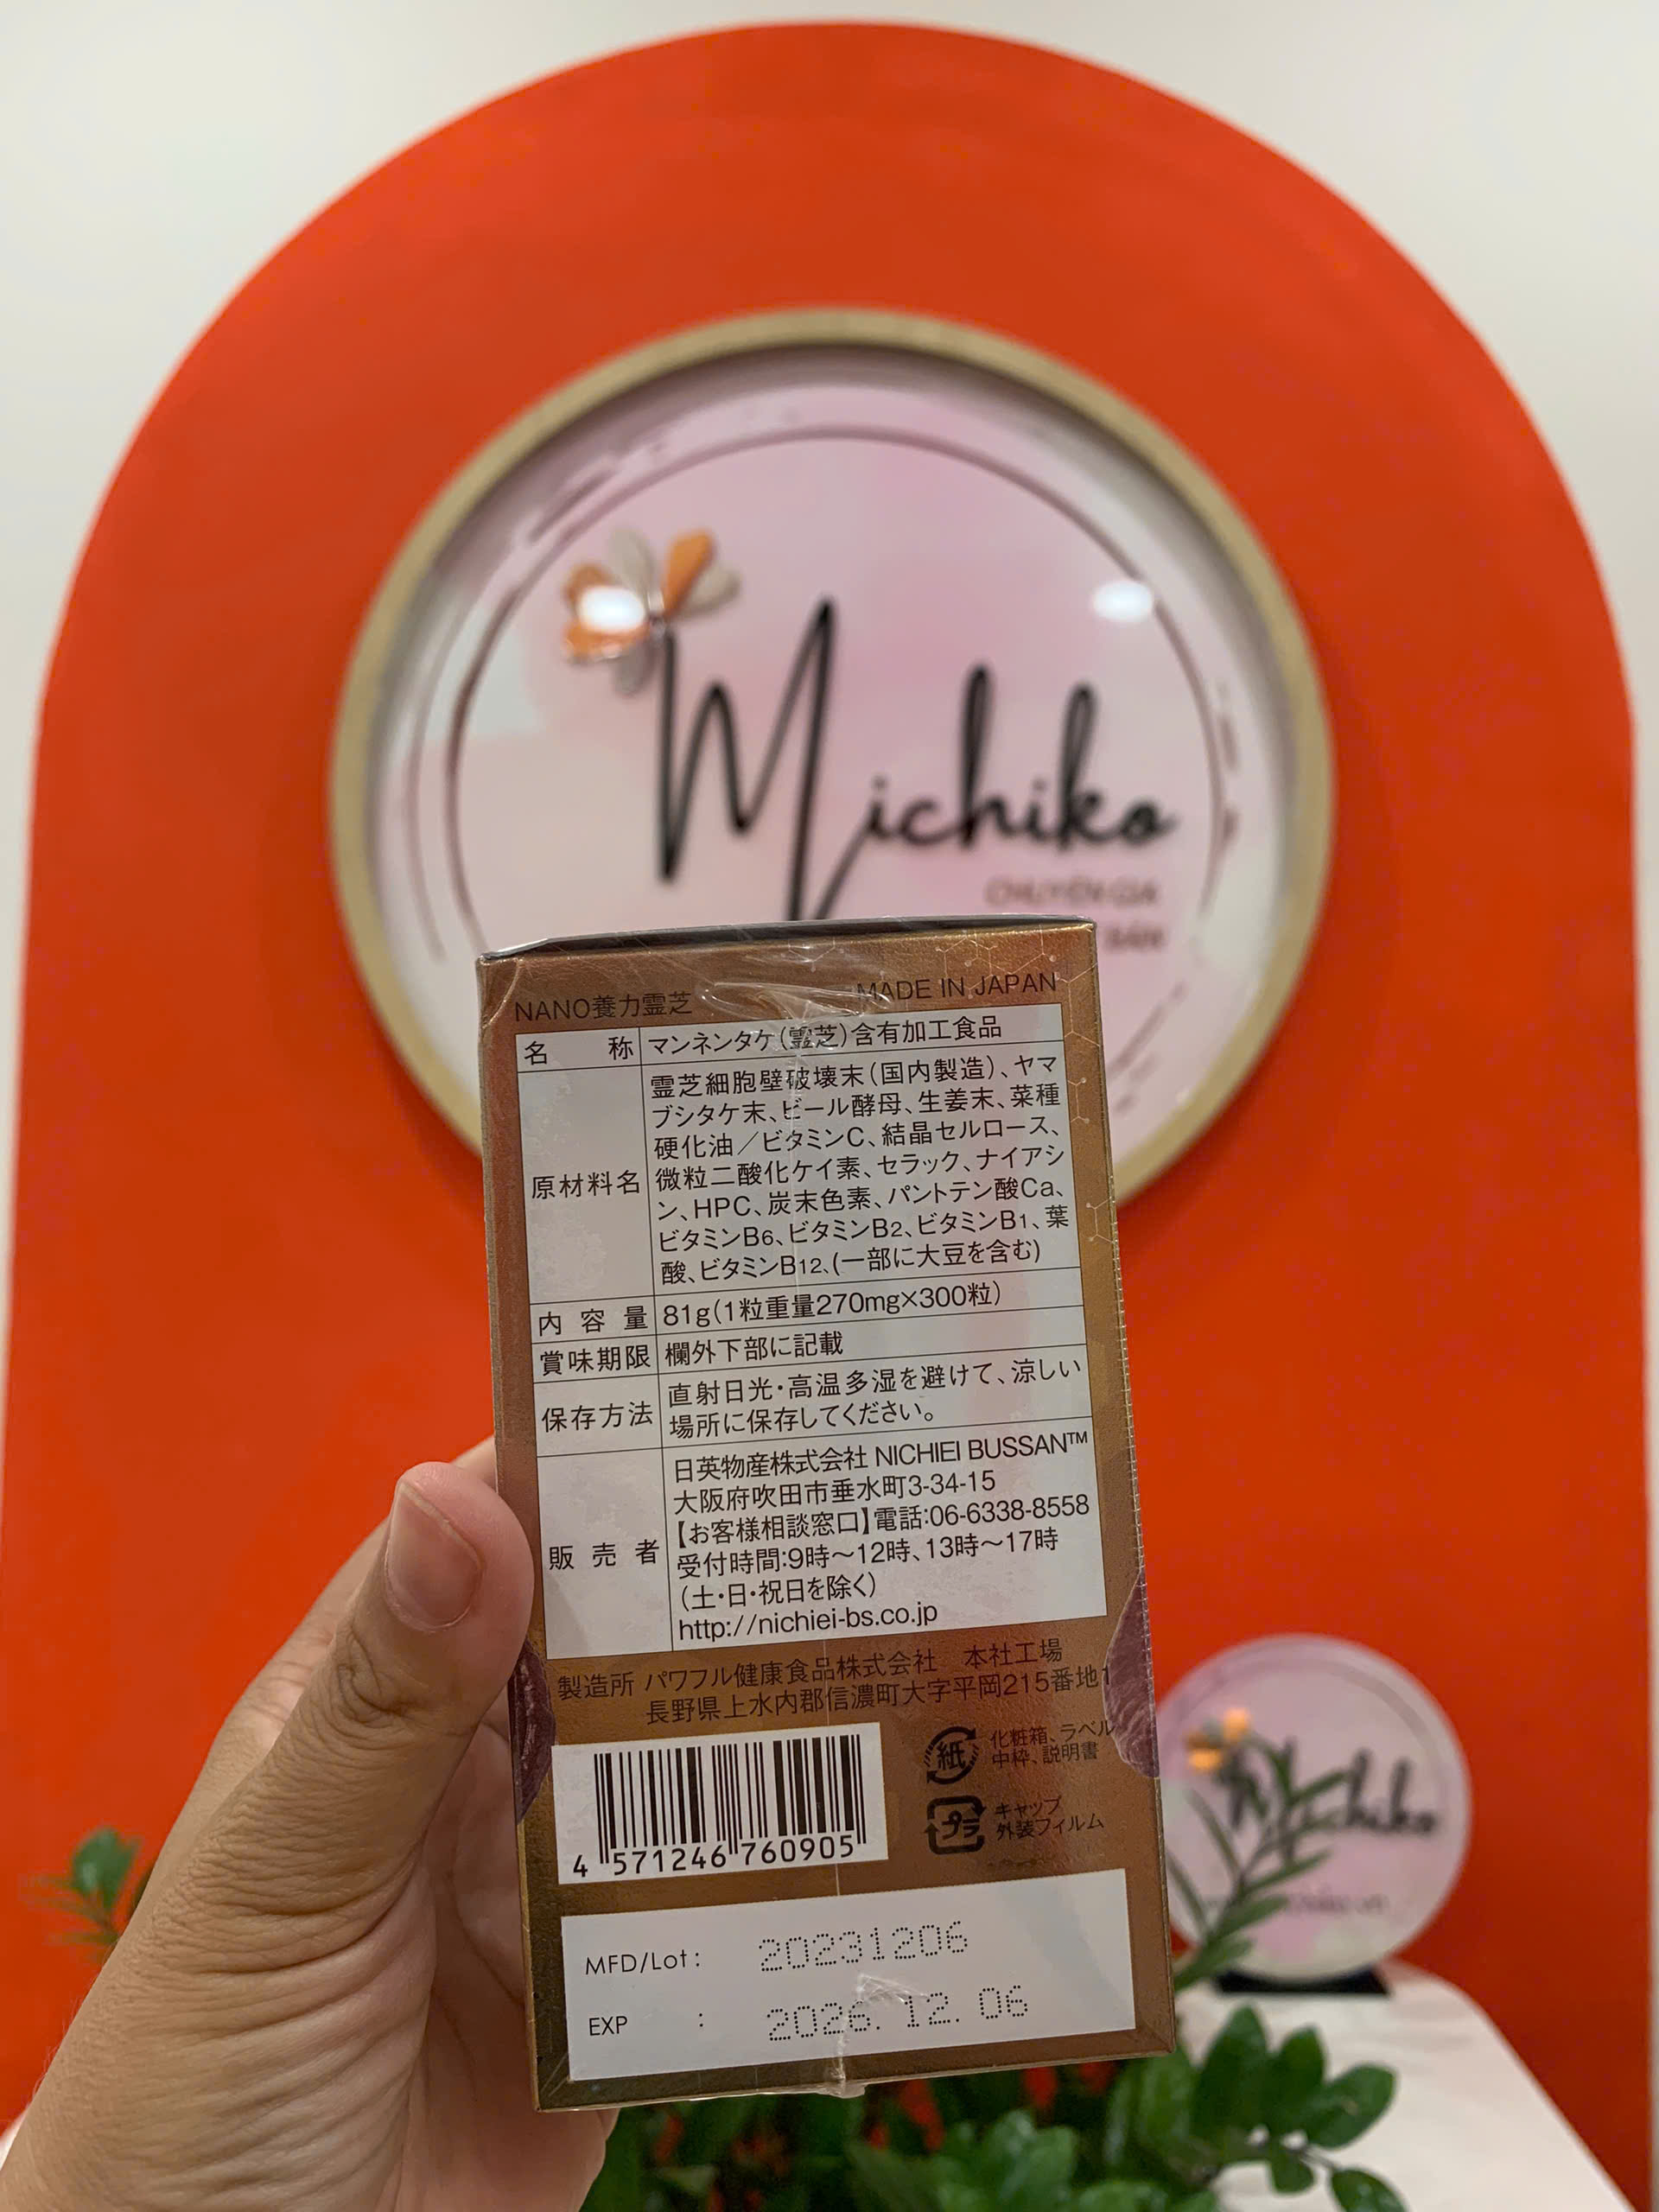 Michiko
CHUYÊN GIA
BẢN
NANO養力霊芝
MADE IN JAPAN
名 称 マンネンタケ(霊芝)含有加工食品
原材料名
霊芝細胞壁破壊末(国内製造)、ヤマ
ブシタケ末、ビール酵母、生姜末、菜種
硬化油/ビタミンC、結晶セルロース、
微粒二酸化ケイ素、セラック、ナイアシ
ン、HPC、炭末色素、パントテン酸Ca、
ビタミンB6、ビタミンB2、ビタミンB1、葉
酸、ビタミンB12、(一部に大豆を含む)
内容量 81g(1粒重量270mg×300粒)
賞味期限 欄外下部に記載
保存方法
直射日光・高温多湿を避けて、涼しい
場所に保存してください。
販売者
日英物産株式会社 NICHIEI BUSSAN™
大阪府吹田市垂水町3-34-15
【お客様相談窓口】電話:06-6338-8558
受付時間:9時~12時、13時~17時
(土・日・祝日を除く)
http://nichiei-bs.co.jp
製造所 パワフル健康食品株式会社 本社工場
長野県上水内郡信濃町大字平岡215番地1
紙 化粧箱、ラベル
中枠、説明書
プラ キャップ
外装フィルム
4 571246 760905
MFD/Lot: 20231206
EXP : 2026.12.06
Michiko